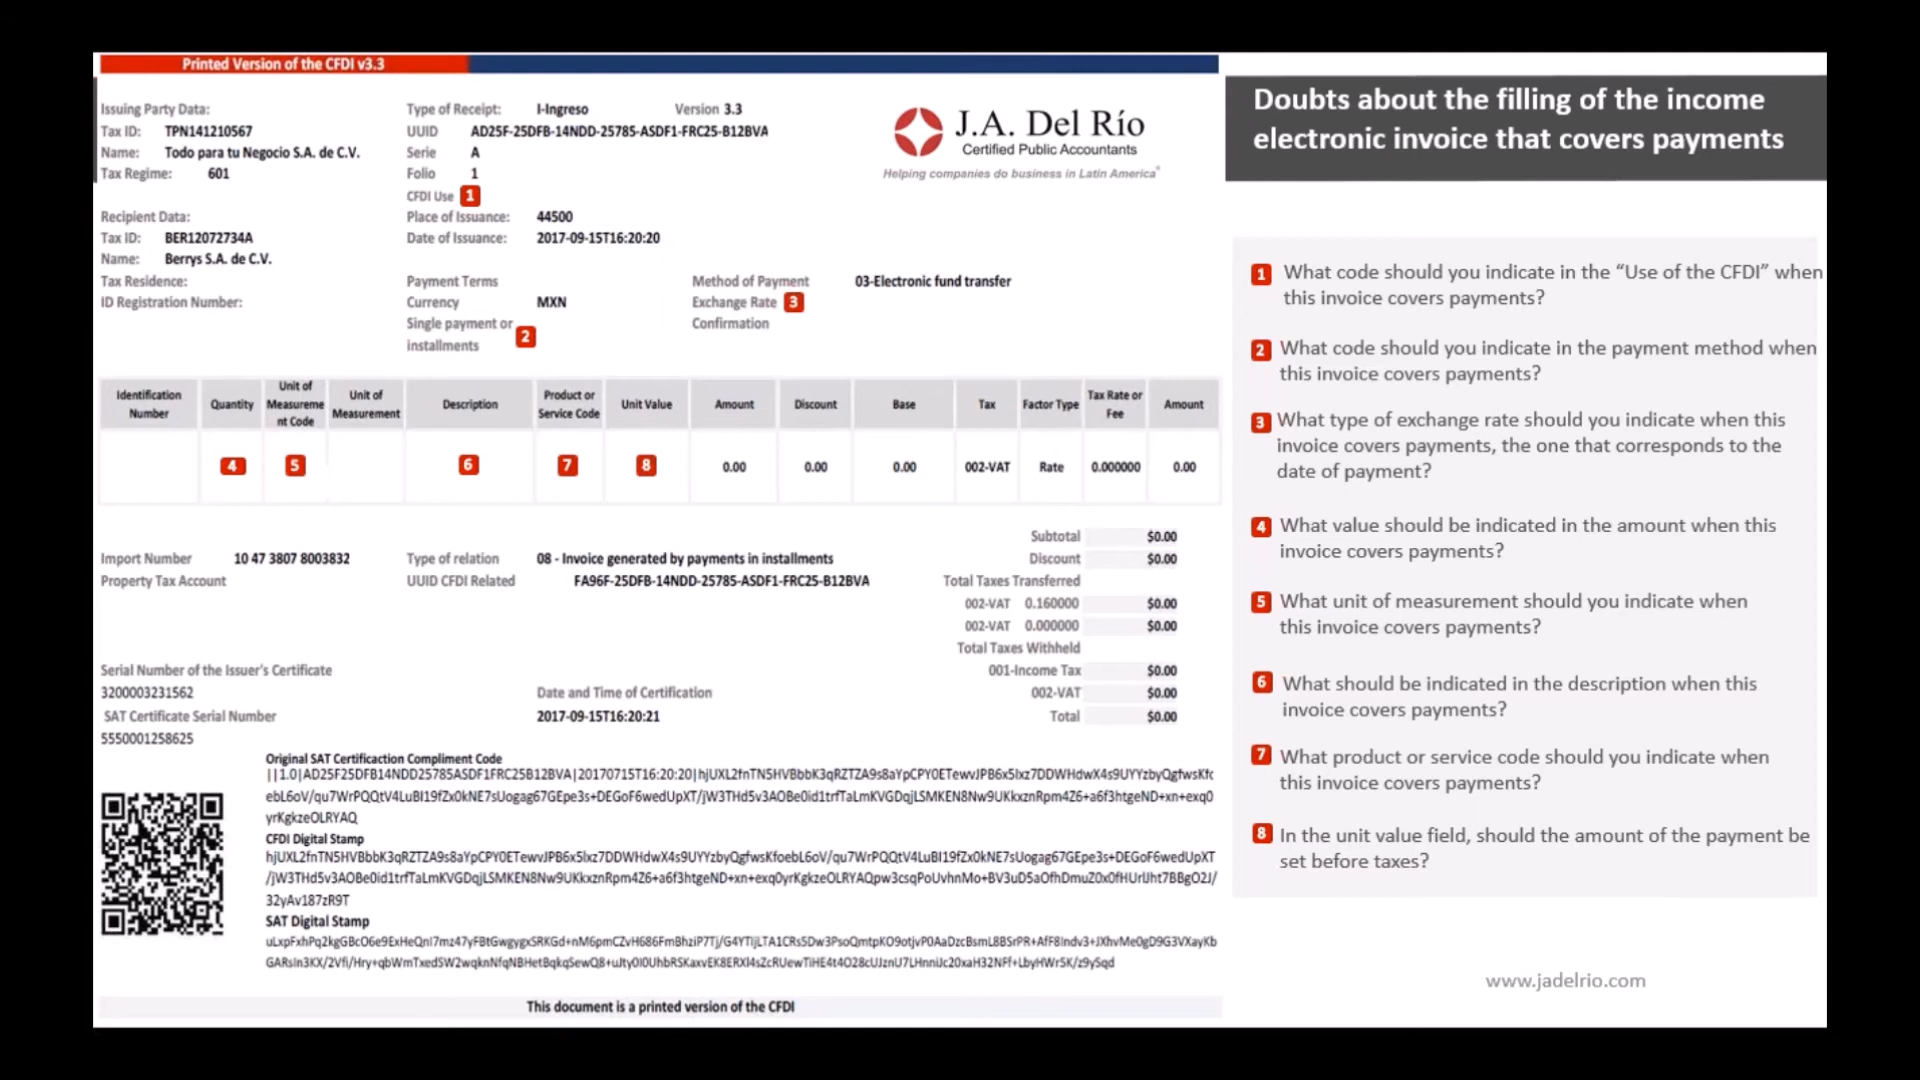 Printed Version of the CFDI v3.3
Issuing Party Data:
Tax ID: TPN141210567
Name: Todo para tu Negocio S.A. de C.V.
Tax Regime: 601
Recipient Data:
Tax ID: BER12072734A
Name: Berrys S.A. de C.V.
Tax Residence:
ID Registration Number:
Type of Receipt: I-Ingreso Version 3.3
UUID AD25F-25DFB-14NDD-25785-ASDF1-FRC25-B12BVA
Serie A
Folio 1
CFDI Use 1
Place of Issuance: 44500
Date of Issuance: 2017-09-15T16:20:20
Payment Terms
Currency MXN
Single payment or
installments 2
Method of Payment 03-Electronic fund transfer
Exchange Rate 3
Confirmation
J.A. Del Río
Certified Public Accountants
Helping companies do business in Latin America®
Identification Number Quantity Unit of Measureme nt Code Unit of Measurement Description Product or Service Code Unit Value Amount Discount Base Tax Factor Type Tax Rate or Fee Amount
4 5 6 7 8 0.00 0.00 0.00 002-VAT Rate 0.000000 0.00
Import Number 10 47 3807 8003832
Property Tax Account
Type of relation 08 - Invoice generated by payments in installments
UUID CFDI Related FA96F-25DFB-14NDD-25785-ASDF1-FRC25-B12BVA
Subtotal $0.00
Discount $0.00
Total Taxes Transferred
002-VAT 0.160000 $0.00
002-VAT 0.000000 $0.00
Total Taxes Withheld
001-Income Tax $0.00
002-VAT $0.00
Total $0.00
Serial Number of the Issuer's Certificate
3200003231562
SAT Certificate Serial Number
5550001258625
Date and Time of Certification
2017-09-15T16:20:21
Original SAT Certificaction Compliment Code
CFDI Digital Stamp
32yAv187zR9T
SAT Digital Stamp
This document is a printed version of the CFDI
Doubts about the filling of the income
electronic invoice that covers payments
1 What code should you indicate in the “Use of the CFDI” when
this invoice covers payments?
2 What code should you indicate in the payment method when
this invoice covers payments?
3 What type of exchange rate should you indicate when this
invoice covers payments, the one that corresponds to the
date of payment?
4 What value should be indicated in the amount when this
invoice covers payments?
5 What unit of measurement should you indicate when
this invoice covers payments?
6 What should be indicated in the description when this
invoice covers payments?
7 What product or service code should you indicate when
this invoice covers payments?
8 In the unit value field, should the amount of the payment be
set before taxes?
www.jadelrio.com